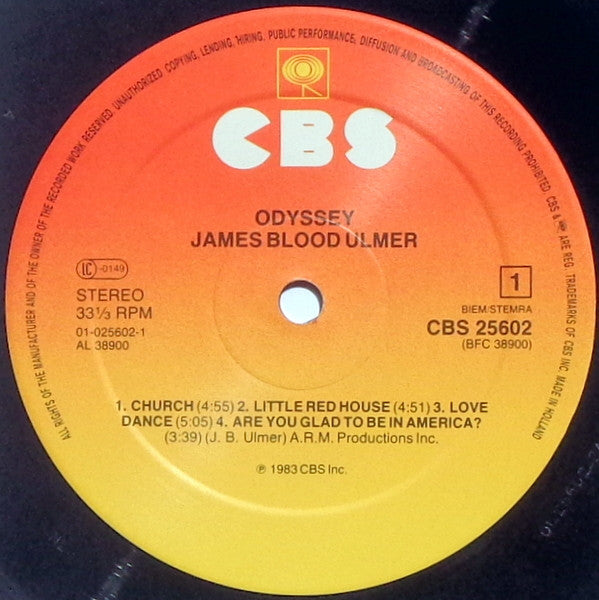 ALL RIGHTS OF THE MANUFACTURER AND OF THE OWNER OF THE RECORDED WORK RESERVED. UNAUTHORIZED COPYING, LENDING, HIRING, PUBLIC PERFORMANCE, DIFFUSION AND BROADCASTING OF THIS RECORDING PROHIBITED. CBS & ARE REG. TRADEMARKS OF CBS INC. MADE IN HOLLAND
CBS
ODYSSEY
JAMES BLOOD ULMER
LC -0149
STEREO
33⅓ RPM
01-025602-1
AL 38900
1
BIEM/STEMRA
CBS 25602
(BFC 38900)
1. CHURCH (4:55) 2. LITTLE RED HOUSE (4:51) 3. LOVE
DANCE (5:05) 4. ARE YOU GLAD TO BE IN AMERICA?
(3:39) (J. B. Ulmer) A.R.M. Productions Inc.
℗ 1983 CBS Inc.